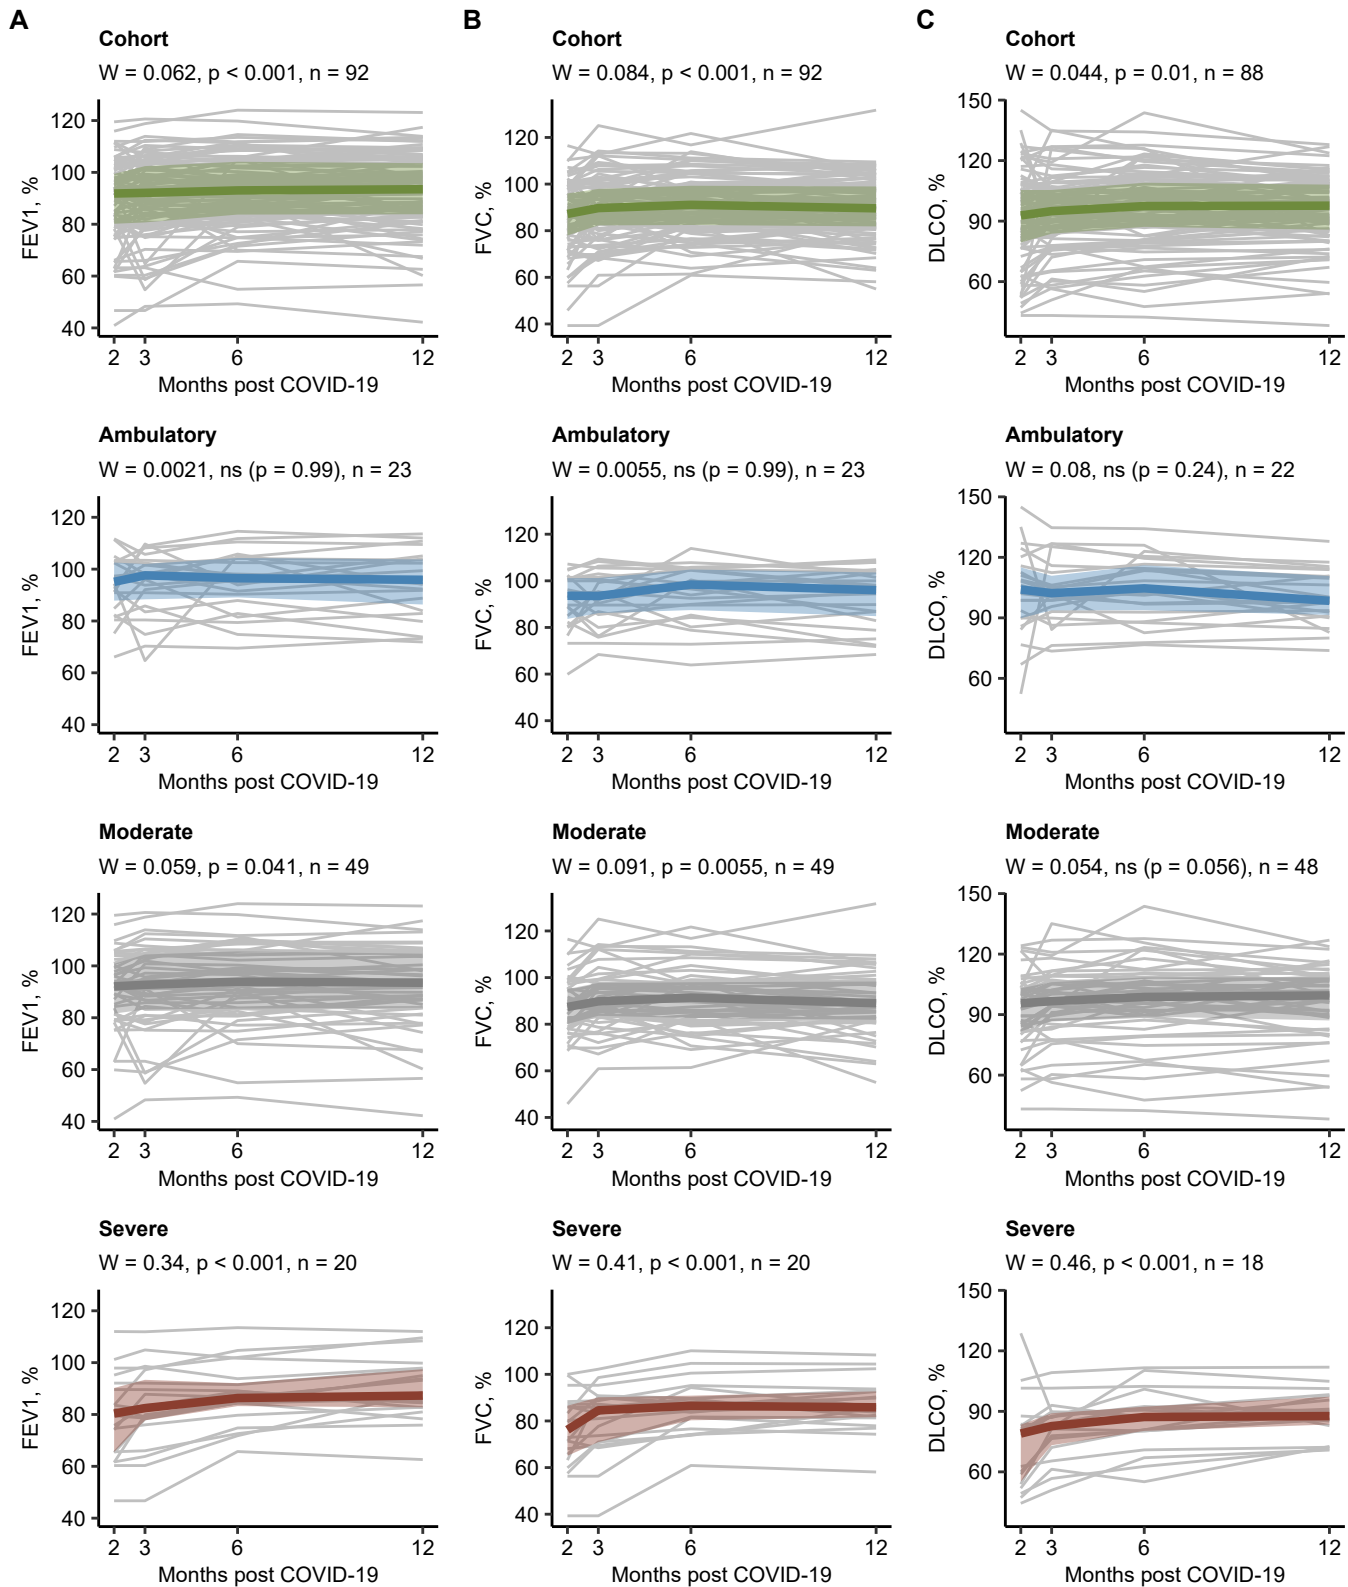 A
Cohort
W = 0.062, p < 0.001, n = 92
FEV1, %
120
100
80
60
40
2 3 6 12
Months post COVID-19
B
Cohort
W = 0.084, p < 0.001, n = 92
FVC, %
120
100
80
60
40
2 3 6 12
Months post COVID-19
C
Cohort
W = 0.044, p = 0.01, n = 88
DLCO, %
150
120
90
60
2 3 6 12
Months post COVID-19
Ambulatory
W = 0.0021, ns (p = 0.99), n = 23
FEV1, %
120
100
80
60
40
2 3 6 12
Months post COVID-19
Ambulatory
W = 0.0055, ns (p = 0.99), n = 23
FVC, %
120
100
80
60
40
2 3 6 12
Months post COVID-19
Ambulatory
W = 0.08, ns (p = 0.24), n = 22
DLCO, %
150
120
90
60
2 3 6 12
Months post COVID-19
Moderate
W = 0.059, p = 0.041, n = 49
FEV1, %
120
100
80
60
40
2 3 6 12
Months post COVID-19
Moderate
W = 0.091, p = 0.0055, n = 49
FVC, %
120
100
80
60
40
2 3 6 12
Months post COVID-19
Moderate
W = 0.054, ns (p = 0.056), n = 48
DLCO, %
150
120
90
60
2 3 6 12
Months post COVID-19
Severe
W = 0.34, p < 0.001, n = 20
FEV1, %
120
100
80
60
40
2 3 6 12
Months post COVID-19
Severe
W = 0.41, p < 0.001, n = 20
FVC, %
120
100
80
60
40
2 3 6 12
Months post COVID-19
Severe
W = 0.46, p < 0.001, n = 18
DLCO, %
150
120
90
60
2 3 6 12
Months post COVID-19